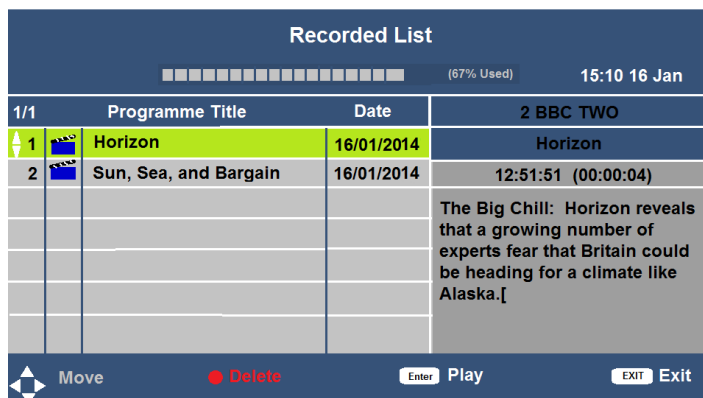 Recorded List
(67% Used) 15:10 16 Jan
1/1 Programme Title Date 2 BBC TWO
1 Horizon 16/01/2014 Horizon
2 Sun, Sea, and Bargain 16/01/2014 12:51:51 (00:00:04)
The Big Chill: Horizon reveals
that a growing number of
experts fear that Britain could
be heading for a climate like
Alaska.[
Move Delete Enter Play EXIT Exit